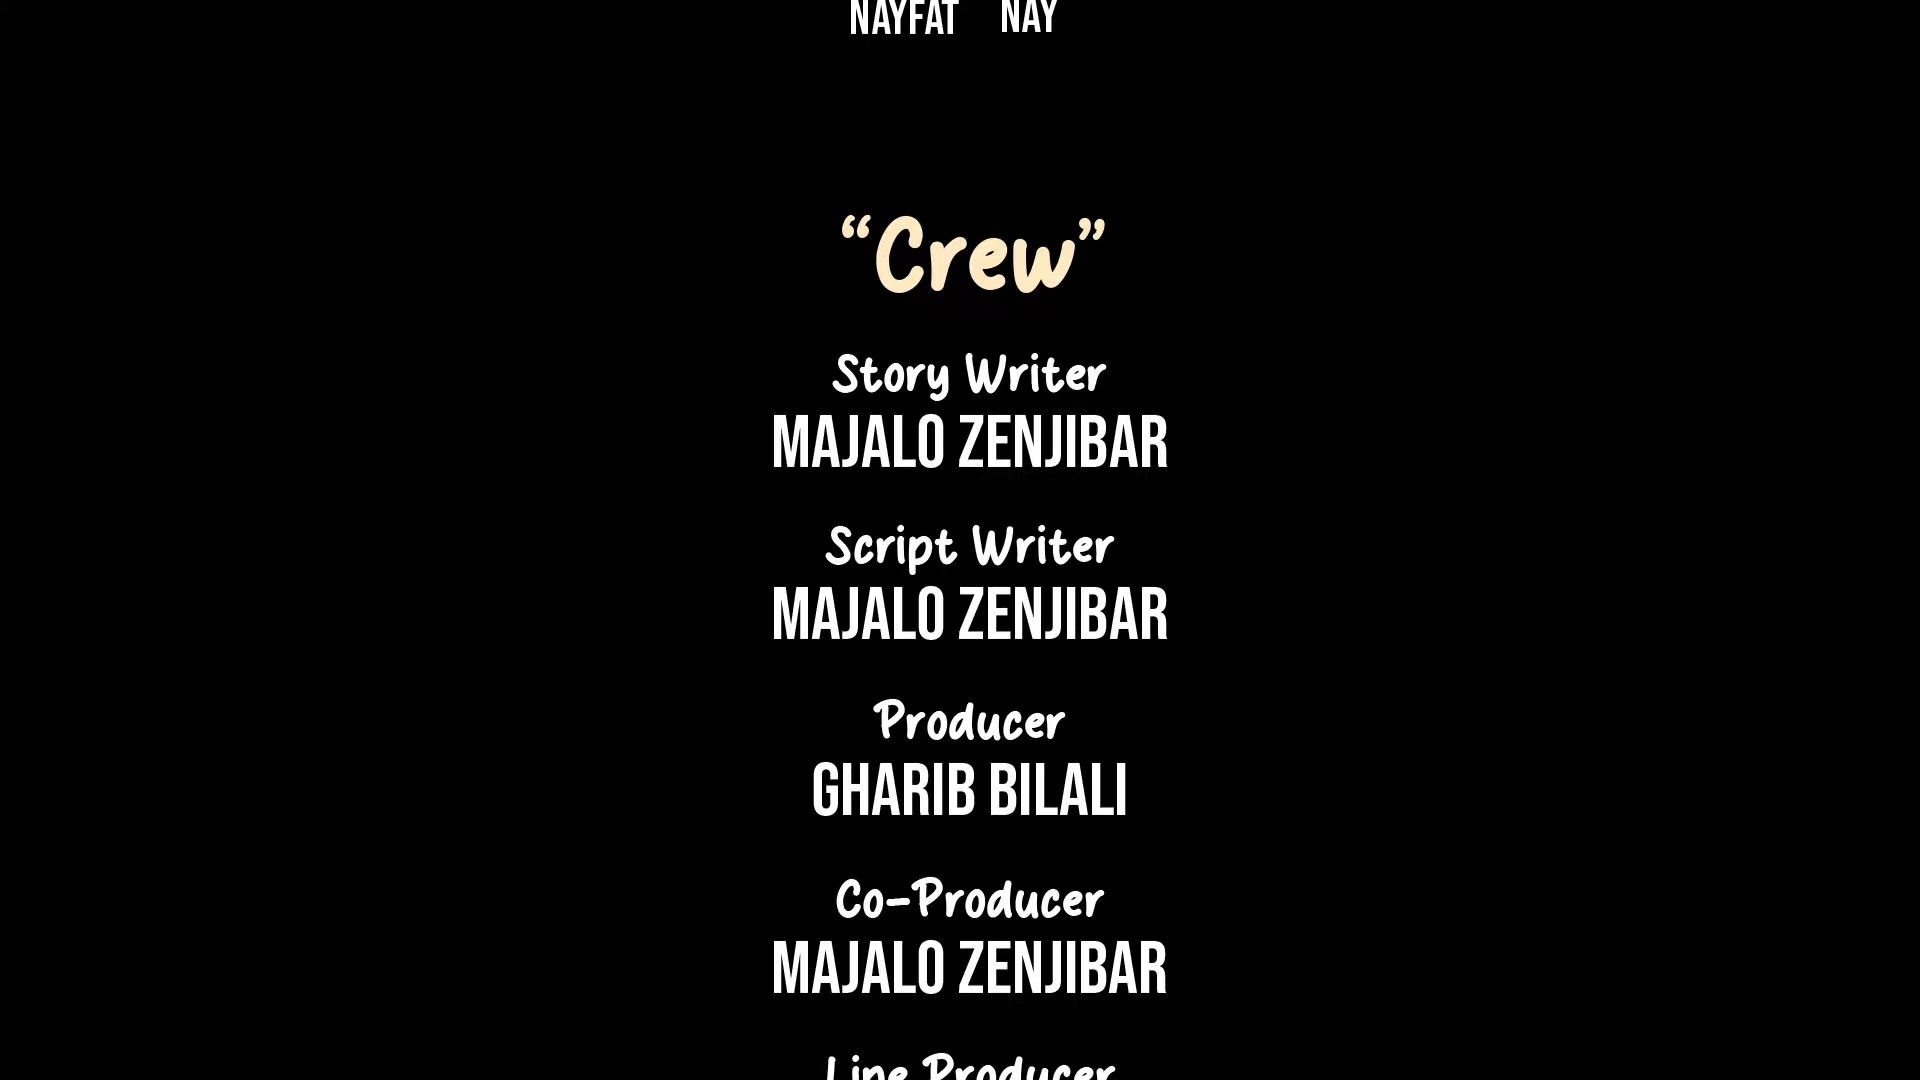 NAYFAT NAY
“Crew”
Story Writer
MAJALO ZENJIBAR
Script Writer
MAJALO ZENJIBAR
Producer
GHARIB BILALI
Co-Producer
MAJALO ZENJIBAR
Line Producer